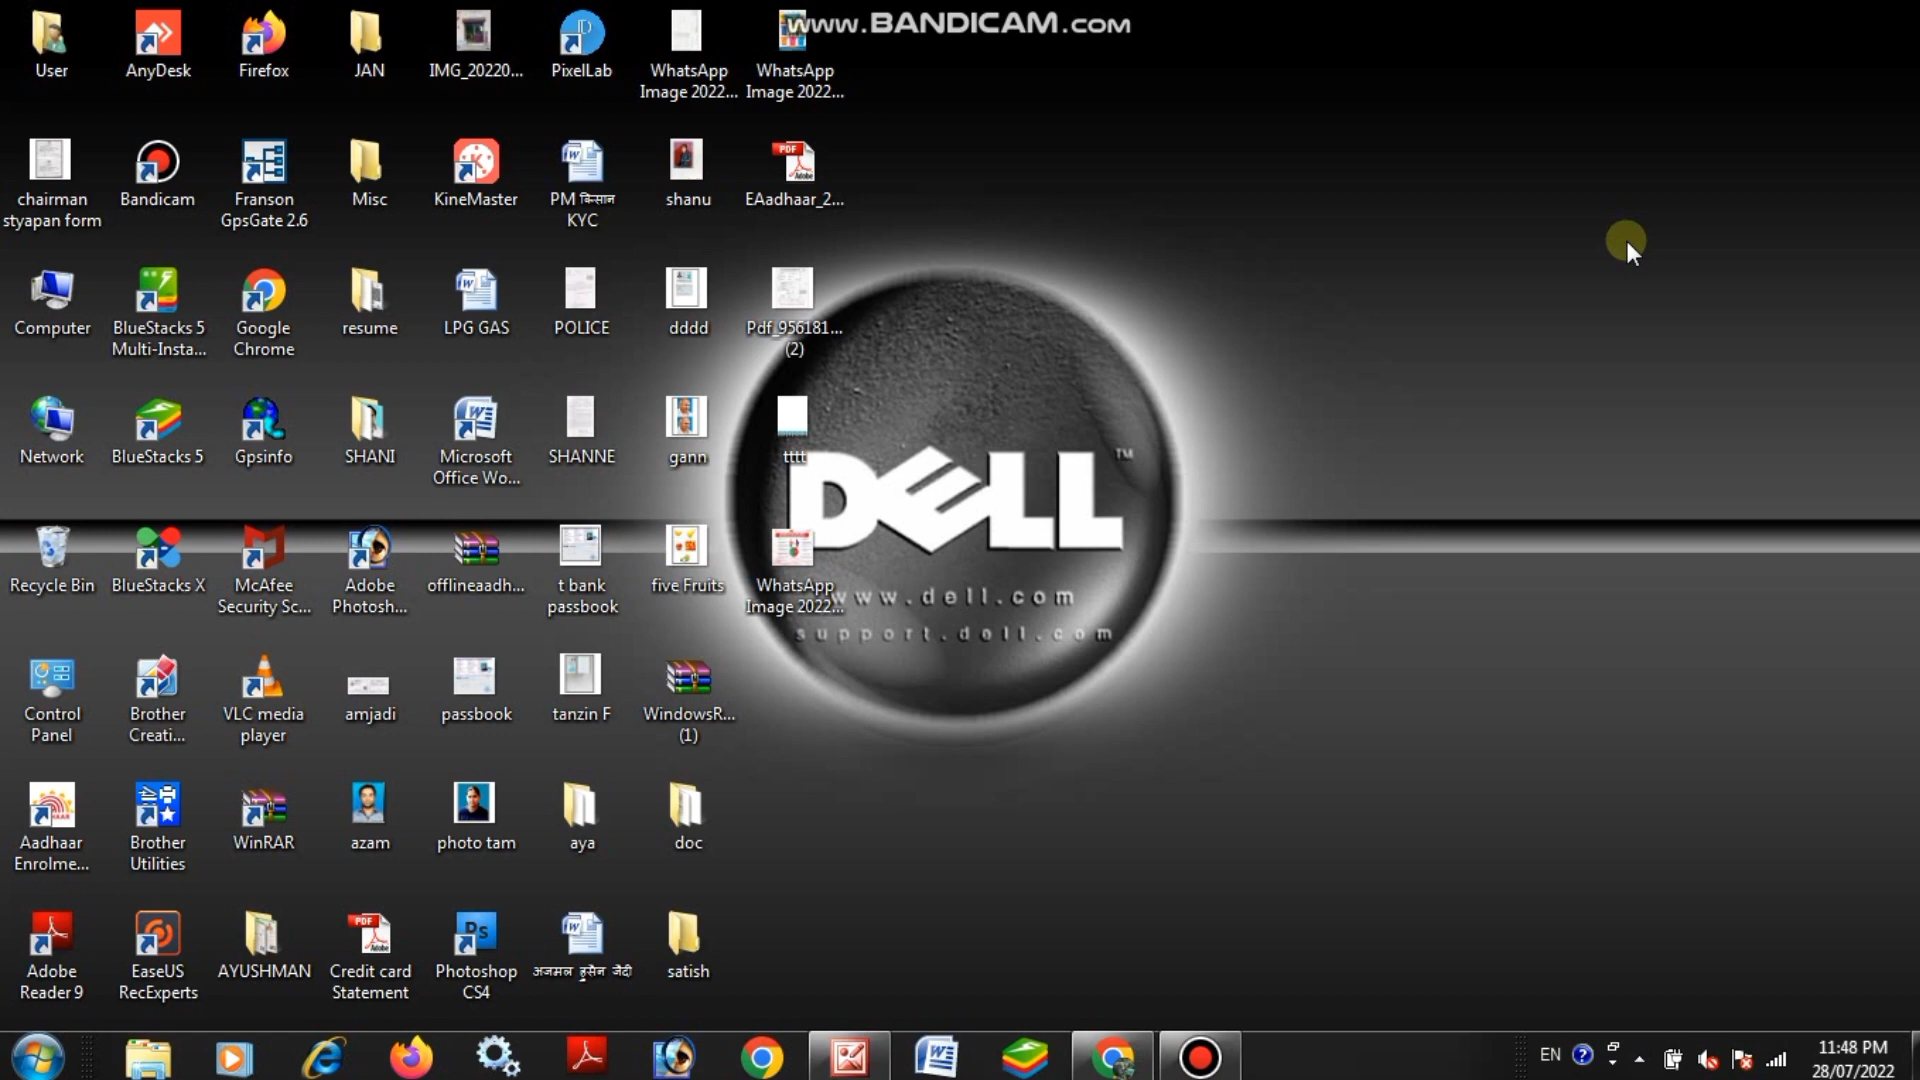 www.BANDICAM.com
User
AnyDesk
Firefox
JAN
IMG_20220...
PixelLab
WhatsApp
Image 2022...
WhatsApp
Image 2022...
chairman
styapan form
Bandicam
Franson
GpsGate 2.6
Misc
KineMaster
PM किसान
KYC
shanu
EAadhaar_2...
Computer
BlueStacks 5
Multi-Insta...
Google
Chrome
resume
LPG GAS
POLICE
dddd
Pdf_956181...
(2)
Network
BlueStacks 5
Gpsinfo
SHANI
Microsoft
Office Wo...
SHANNE
gann
tttt
DELL
TM
Recycle Bin
BlueStacks X
McAfee
Security Sc...
Adobe
Photosh...
offlineaadh...
t bank
passbook
five Fruits
WhatsApp
Image 2022...
www.dell.com
support.dell.com
Control
Panel
Brother
Creati...
VLC media
player
amjadi
passbook
tanzin F
WindowsR...
(1)
Aadhaar
Enrolme...
Brother
Utilities
WinRAR
azam
photo tam
aya
doc
Adobe
Reader 9
EaseUS
RecExperts
AYUSHMAN
Credit card
Statement
Photoshop
CS4
अजमल हुसैन जैदी
satish
EN
11:48 PM
28/07/2022